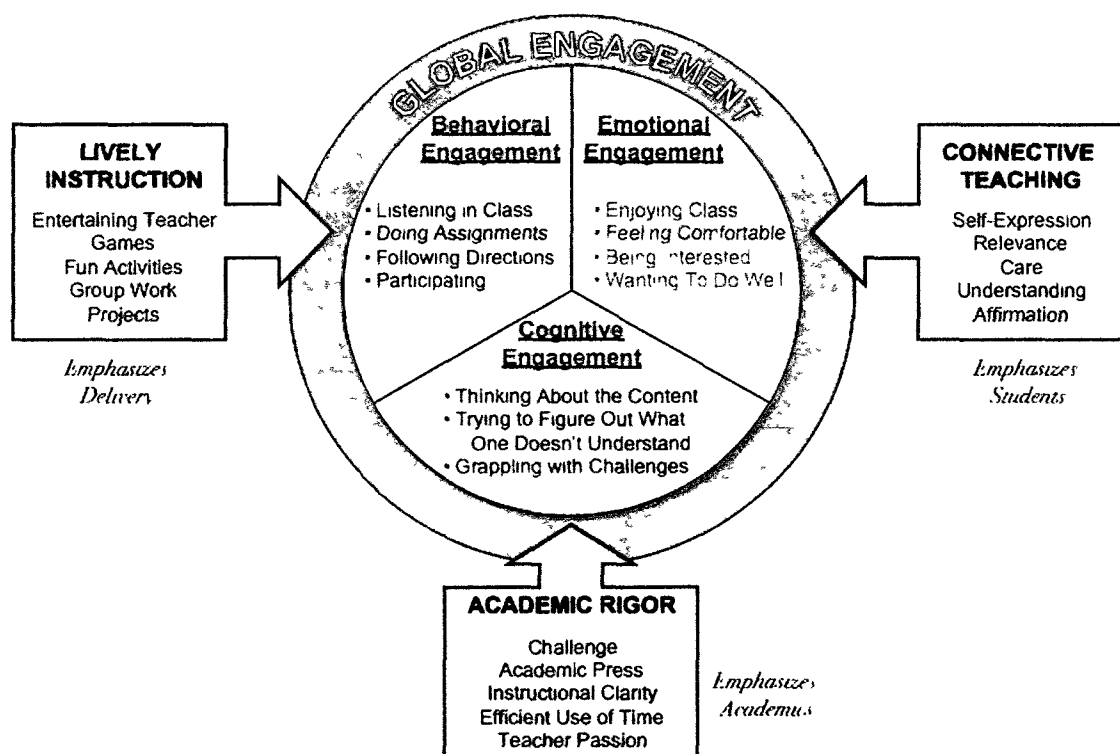 GLOBAL ENGAGEMENT
LIVELY
INSTRUCTION
Entertaining Teacher
Games
Fun Activities
Group Work
Projects
Emphasizes
Delivery
Behavioral
Engagement
• Listening in Class
• Doing Assignments
• Following Directions
• Participating
Emotional
Engagement
• Enjoying Class
• Feeling Comfortable
• Being Interested
• Wanting To Do Well
Cognitive
Engagement
• Thinking About the Content
• Trying to Figure Out What
One Doesn't Understand
• Grappling with Challenges
CONNECTIVE
TEACHING
Self-Expression
Relevance
Care
Understanding
Affirmation
Emphasizes
Students
ACADEMIC RIGOR
Challenge
Academic Press
Instructional Clarity
Efficient Use of Time
Teacher Passion
Emphasizes
Academics